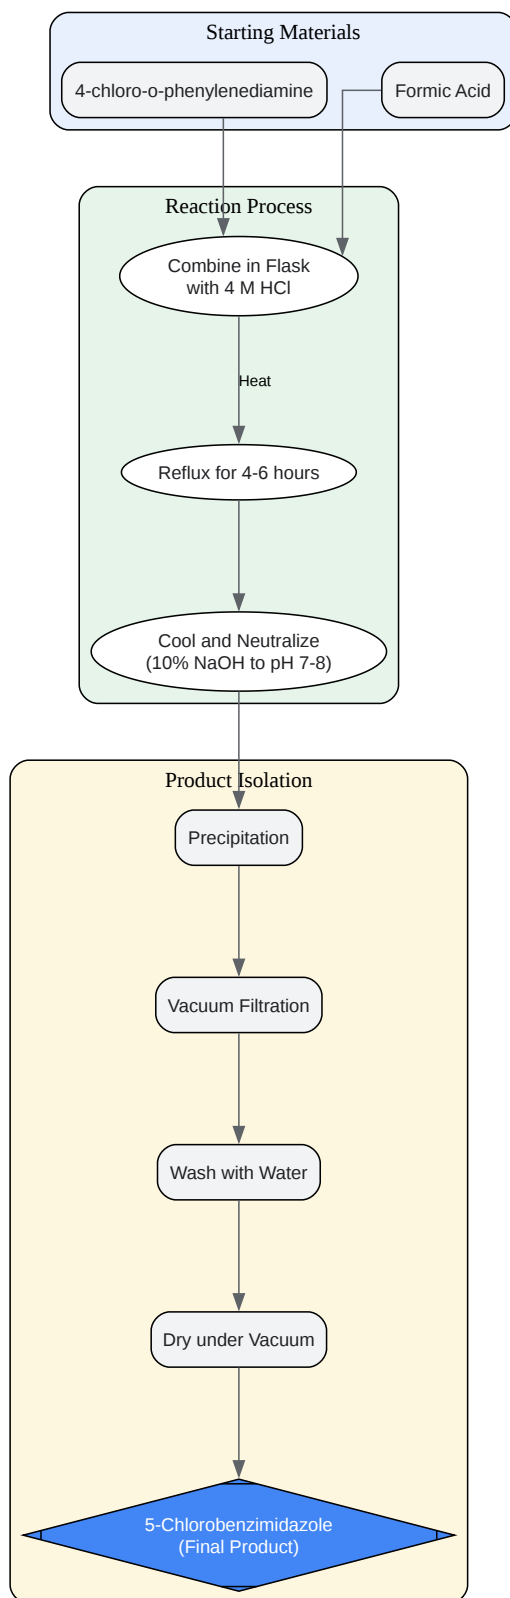 Starting Materials
4-chloro-o-phenylenediamine
Formic Acid
Reaction Process
Combine in Flask
with 4 M HCl
Heat
Reflux for 4-6 hours
Cool and Neutralize
(10% NaOH to pH 7-8)
Product Isolation
Precipitation
Vacuum Filtration
Wash with Water
Dry under Vacuum
5-Chlorobenzimidazole
(Final Product)